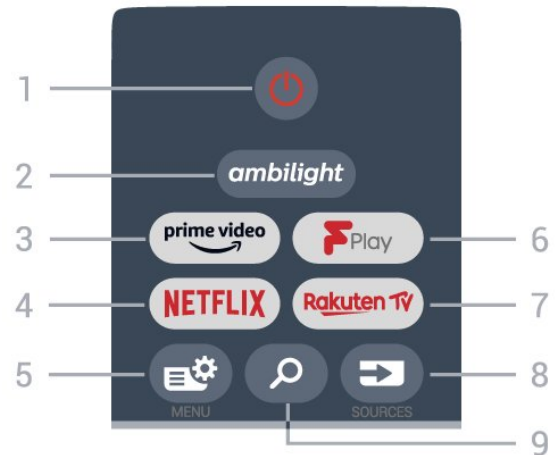 1
ambilight
2
prime video
Play
3
6
NETFLIX
Rakuten TV
4
7
5
8
MENU
SOURCES
9